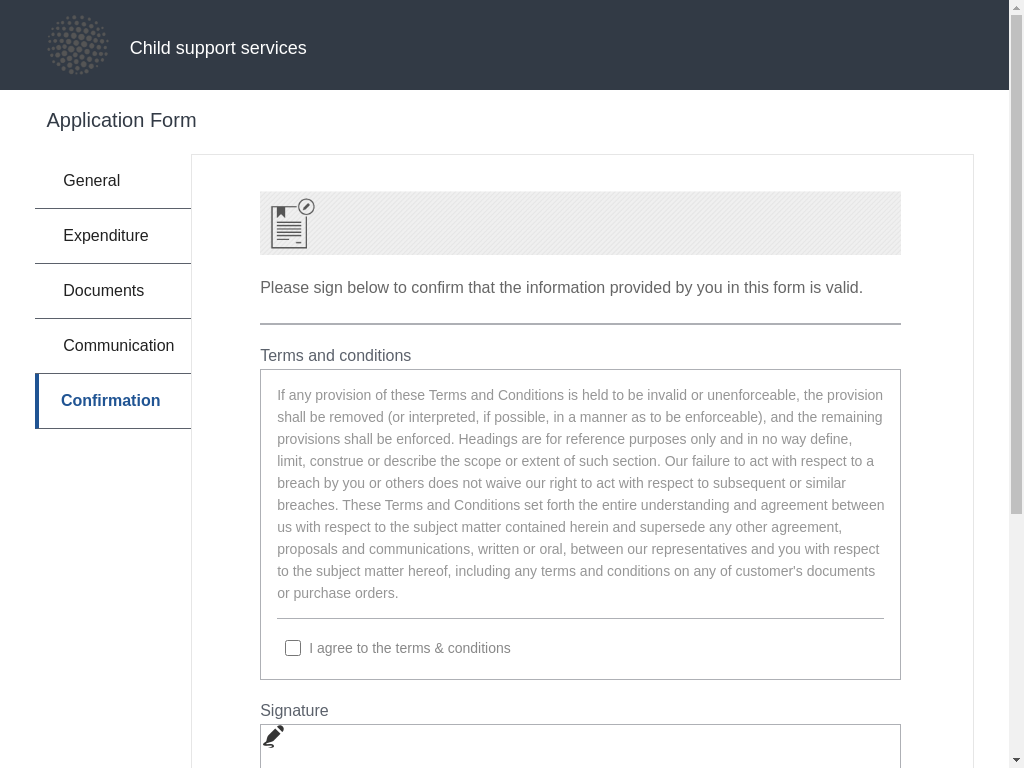 Child support services
Application Form
General
Expenditure
Documents
Communication
Confirmation
Please sign below to confirm that the information provided by you in this form is valid.
Terms and conditions
If any provision of these Terms and Conditions is held to be invalid or unenforceable, the provision
shall be removed (or interpreted, if possible, in a manner as to be enforceable), and the remaining
provisions shall be enforced. Headings are for reference purposes only and in no way define,
limit, construe or describe the scope or extent of such section. Our failure to act with respect to a
breach by you or others does not waive our right to act with respect to subsequent or similar
breaches. These Terms and Conditions set forth the entire understanding and agreement between
us with respect to the subject matter contained herein and supersede any other agreement,
proposals and communications, written or oral, between our representatives and you with respect
to the subject matter hereof, including any terms and conditions on any of customer's documents
or purchase orders.
I agree to the terms & conditions
Signature